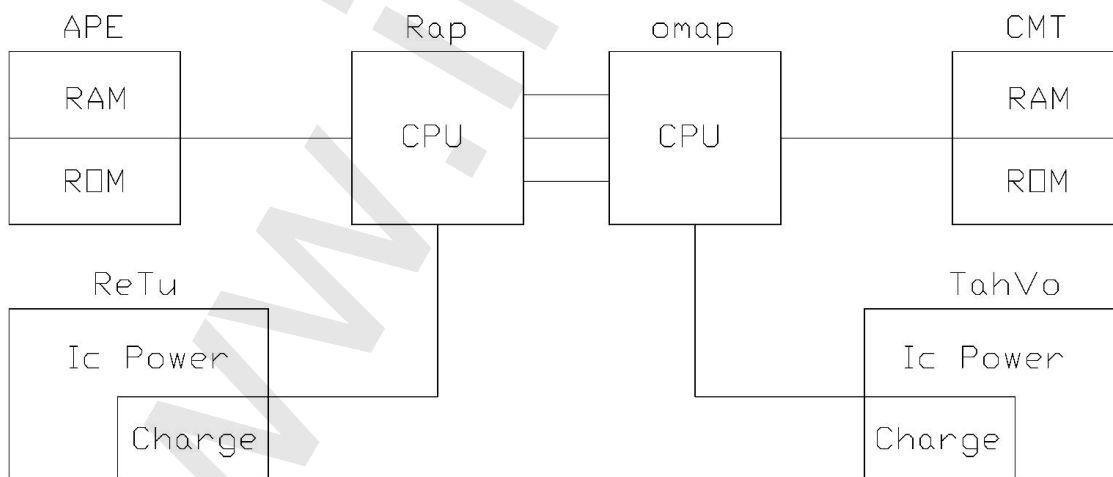 APE Rap omap CMT
RAM RAM
CPU CPU
ROM ROM
ReTu TahVo
Ic Power Ic Power
Charge Charge